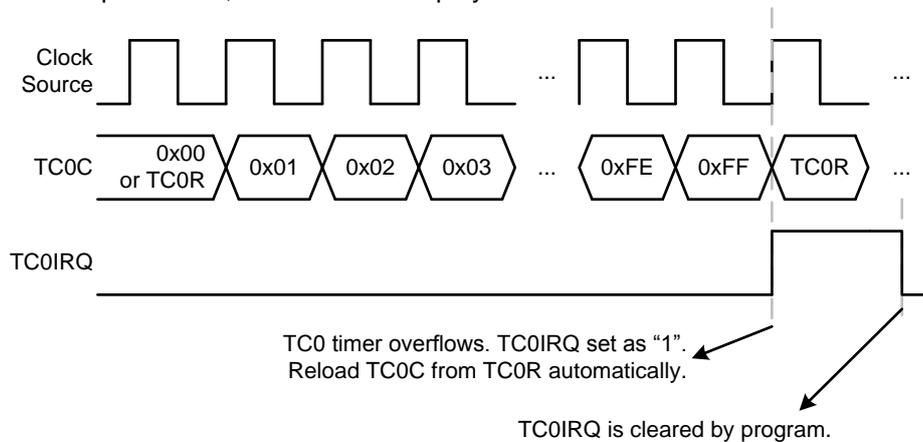 Clock
Source
...
...
TC0C
0x00
or TC0R
0x01
0x02
0x03
...
0xFE
0xFF
TC0R
...
TC0IRQ
TC0 timer overflows. TC0IRQ set as “1”.
Reload TC0C from TC0R automatically.
TC0IRQ is cleared by program.